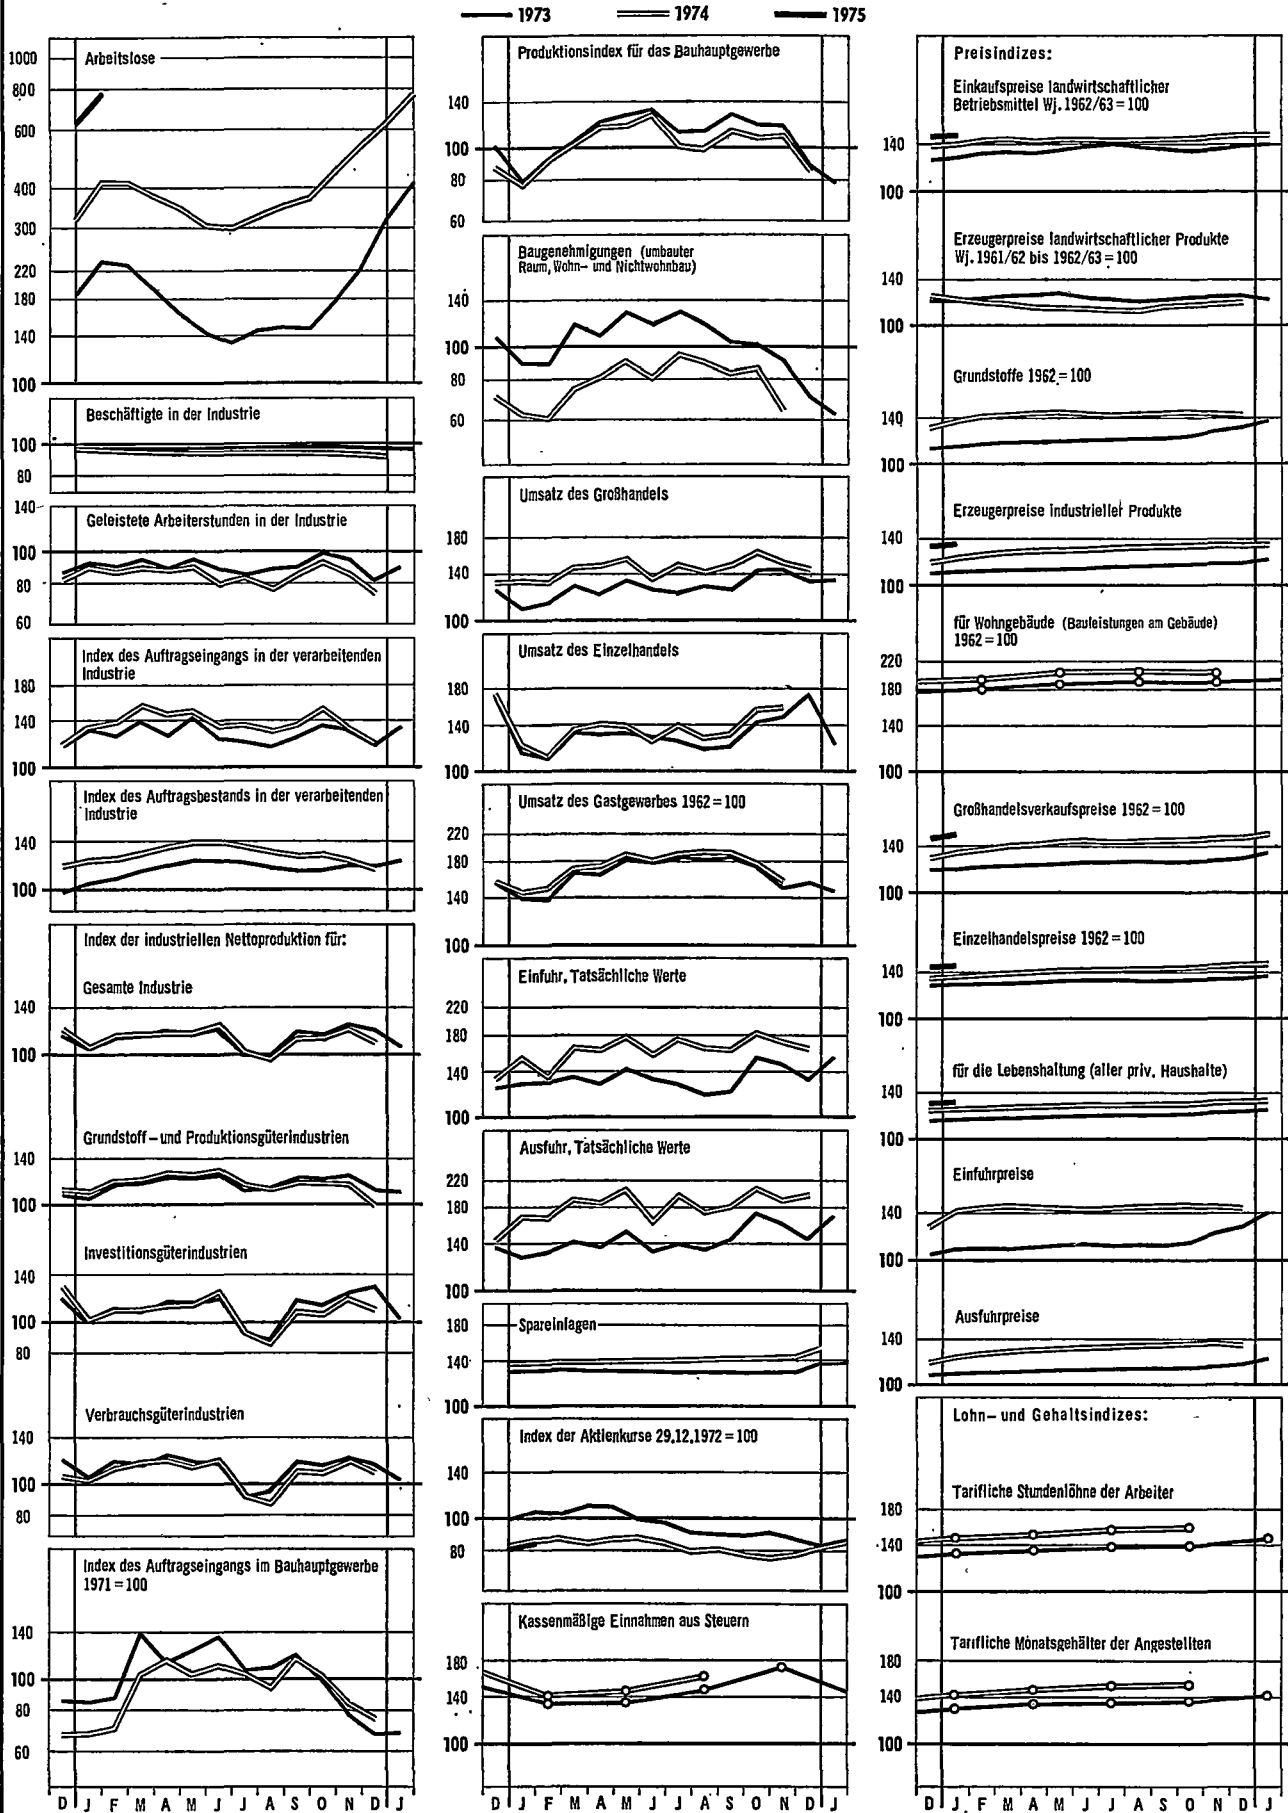 1973 1974 1975
Arbeitslose
1000
800
600
400
300
220
180
140
100
Beschäftigte in der Industrie
100
80
Geleistete Arbeiterstunden in der Industrie
140
100
80
60
Index des Auftragseingangs in der verarbeitenden
Industrie
180
140
100
Index des Auftragsbestands in der verarbeitenden
Industrie
140
100
Index der industriellen Nettoproduktion für:
Gesamte Industrie
140
100
Grundstoff- und Produktionsgüterindustrien
140
100
Investitionsgüterindustrien
140
100
80
Verbrauchsgüterindustrien
140
100
80
Index des Auftragseingangs im Bauhauptgewerbe
1971 = 100
140
100
80
60
D J F M A M J J A S O N D J
Produktionsindex für das Bauhauptgewerbe
140
100
80
60
Baugenehmigungen (umbauter
Raum, Wohn- und Nichtwohnbau)
140
100
80
60
Umsatz des Großhandels
180
140
100
Umsatz des Einzelhandels
180
140
100
Umsatz des Gastgewerbes 1962 = 100
220
180
140
100
Einfuhr, Tatsächliche Werte
220
180
140
100
Ausfuhr, Tatsächliche Werte
220
180
140
100
Spareinlagen
180
140
100
Index der Aktienkurse 29.12.1972 = 100
140
100
80
Kassenmäßige Einnahmen aus Steuern
180
140
100
D J F M A M J J A S O N D J
Preisindizes:
Einkaufspreise landwirtschaftlicher
Betriebsmittel Wj. 1962/63 = 100
140
100
Erzeugerpreise landwirtschaftlicher Produkte
Wj. 1961/62 bis 1962/63 = 100
140
100
Grundstoffe 1962 = 100
140
100
Erzeugerpreise industrieller Produkte
140
100
für Wohngebäude (Bauleistungen am Gebäude)
1962 = 100
220
180
140
100
Großhandelsverkaufspreise 1962 = 100
140
100
Einzelhandelspreise 1962 = 100
140
100
für die Lebenshaltung (aller priv. Haushalte)
140
100
Einfuhrpreise
140
100
Ausfuhrpreise
140
100
Lohn- und Gehaltsindizes:
Tarifliche Stundenlöhne der Arbeiter
180
140
100
Tarifliche Monatsgehälter der Angestellten
180
140
100
D J F M A M J J A S O N D J